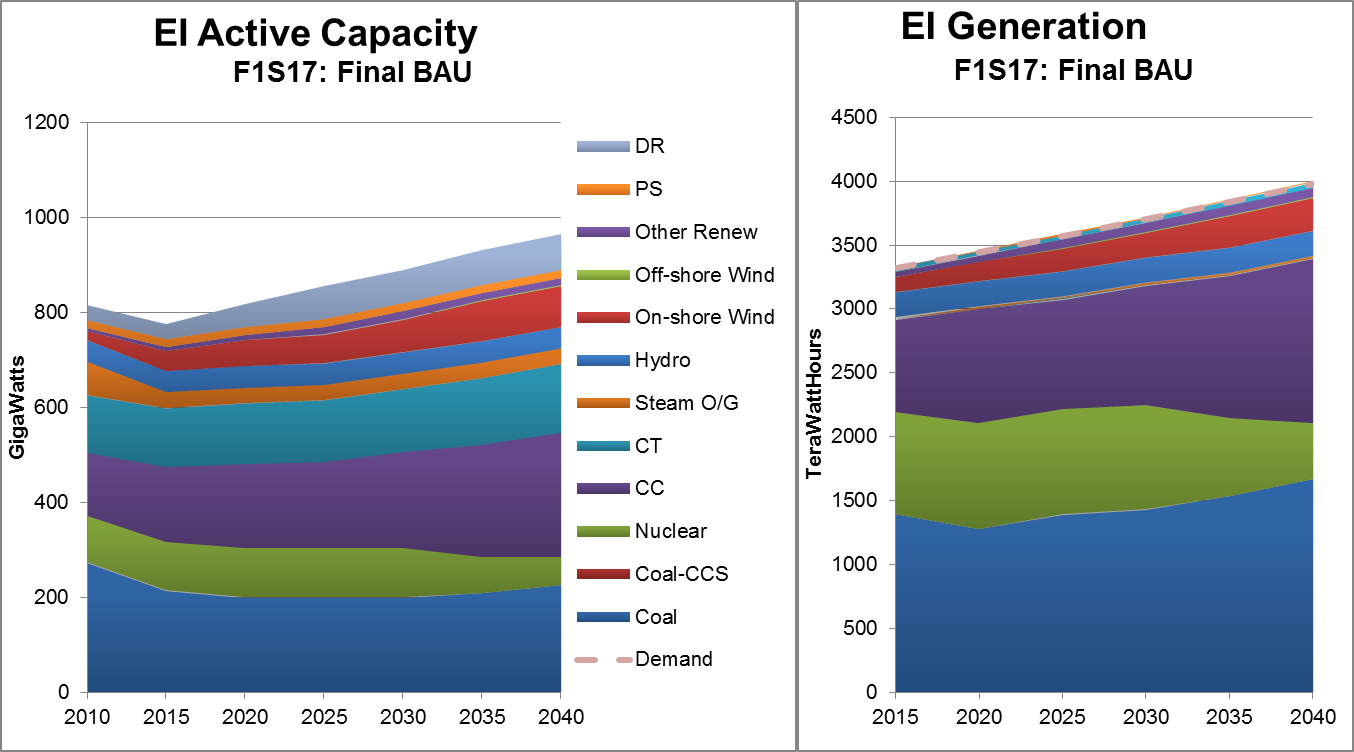 EI Active Capacity
F1S17: Final BAU
GigaWatts
1200
1000
800
600
400
200
0
2010 2015 2020 2025 2030 2035 2040
DR
PS
Other Renew
Off-shore Wind
On-shore Wind
Hydro
Steam O/G
CT
CC
Nuclear
Coal-CCS
Coal
Demand
EI Generation
F1S17: Final BAU
TeraWattHours
4500
4000
3500
3000
2500
2000
1500
1000
500
0
2015 2020 2025 2030 2035 2040